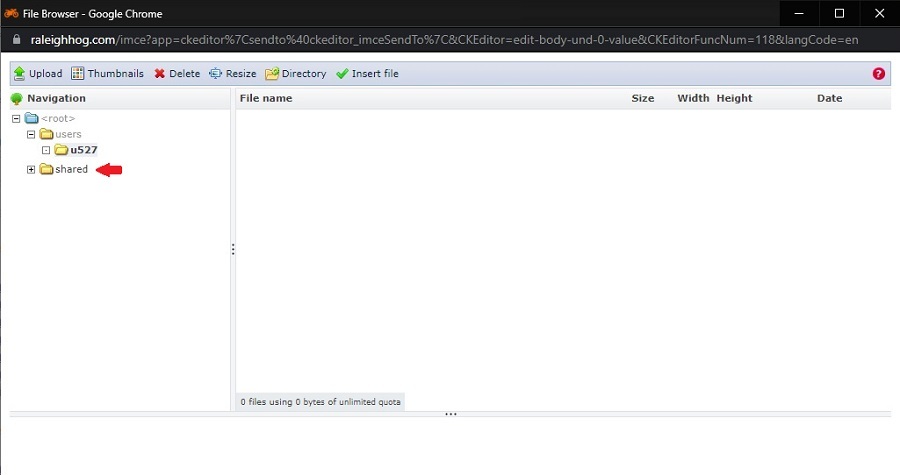 File Browser - Google Chrome
raleighhog.com/imce?app=ckeditor%7Csendto%40ckeditor_imceSendTo%7C&CKEditor=edit-body-und-0-value&CKEditorFuncNum=118&langCode=en
Upload Thumbnails Delete Resize Directory Insert file ?
Navigation File name Size Width Height Date
<root>
users
u527
shared
0 files using 0 bytes of unlimited quota